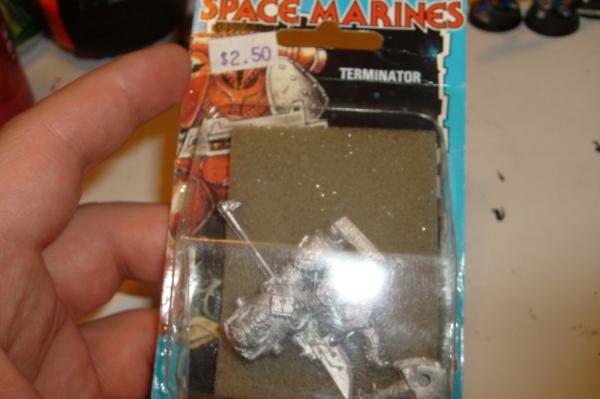 SPACE MARINES
$2.50
TERMINATOR